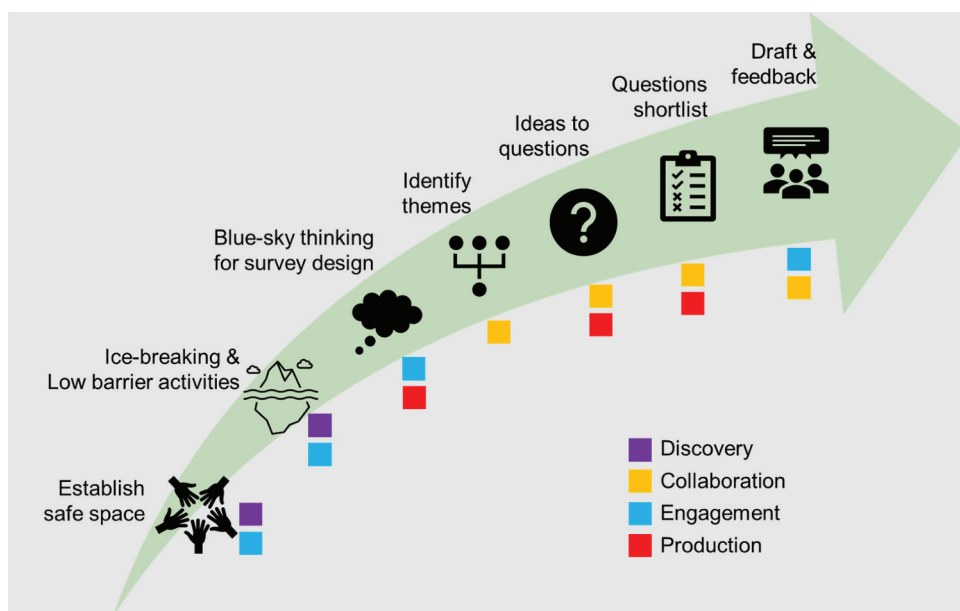 Draft &
feedback
Questions
shortlist
Ideas to
questions
Identify
themes
Blue-sky thinking
for survey design
Ice-breaking &
Low barrier activities
Establish
safe space
?
Discovery
Collaboration
Engagement
Production